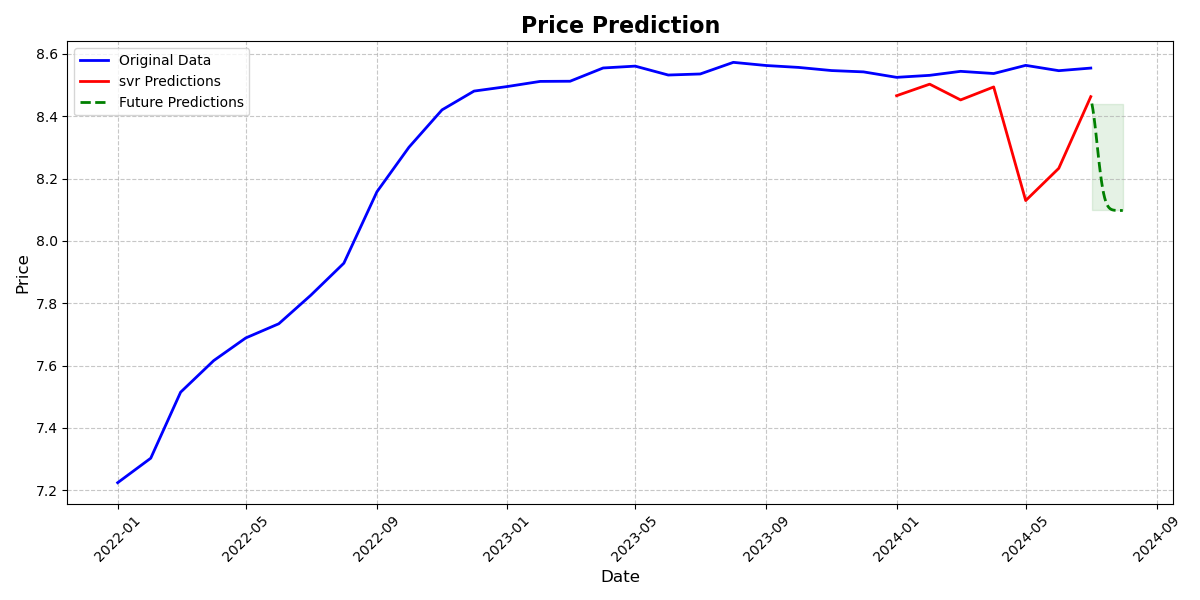 Price Prediction
Original Data
svr Predictions
Future Predictions
8.6
8.4
8.2
8.0
7.8
7.6
7.4
7.2
Price
2022-01
2022-05
2022-09
2023-01
2023-05
2023-09
2024-01
2024-05
2024-09
Date